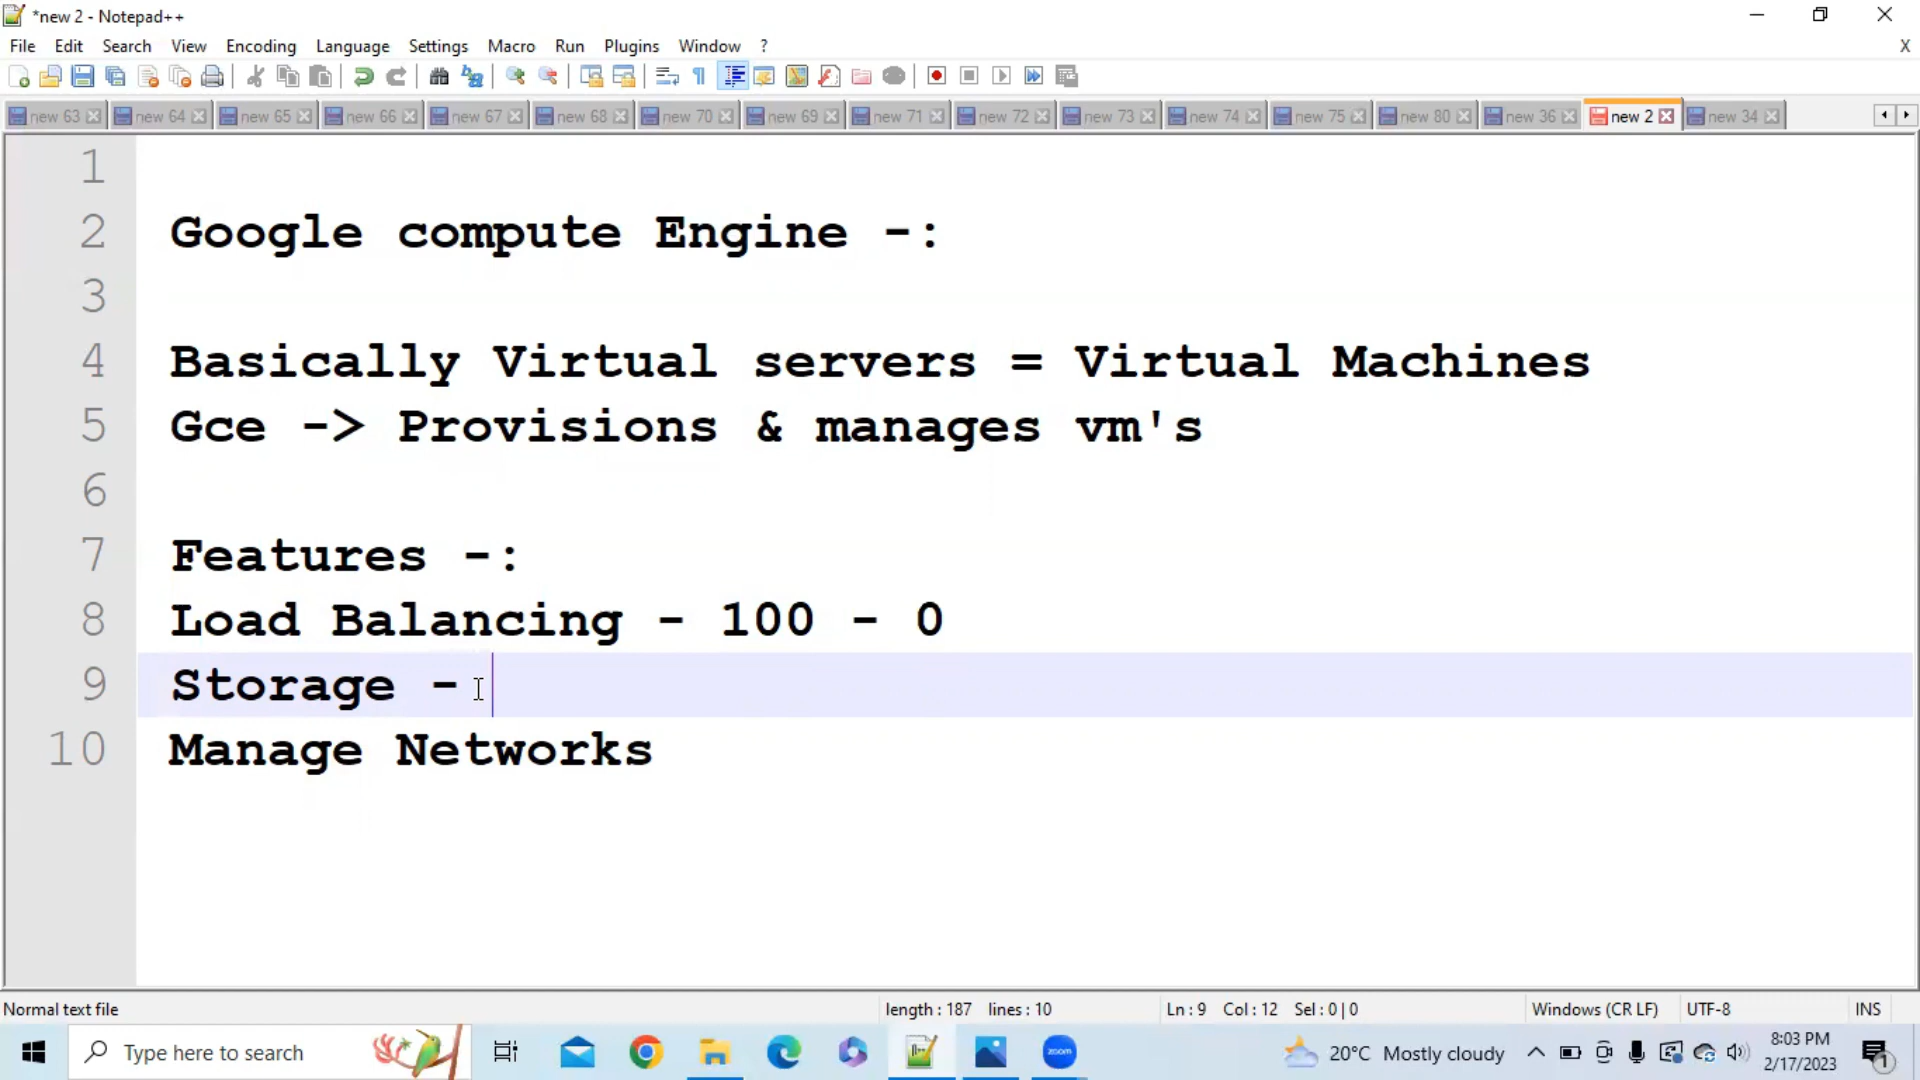 *new 2 - Notepad++
File Edit Search View Encoding Language Settings Macro Run Plugins Window ? X
new 63 new 64 new 65 new 66 new 67 new 68 new 70 new 69 new 71 new 72 new 73 new 74 new 75 new 80 new 36 new 2 new 34
1
2 Google compute Engine -:
3
4 Basically Virtual servers = Virtual Machines
5 Gce -> Provisions & manages vm's
6
7 Features -:
8 Load Balancing - 100 - 0
9 Storage -
10 Manage Networks
Normal text file length : 187 lines : 10 Ln : 9 Col : 12 Sel : 0 | 0 Windows (CR LF) UTF-8 INS
Type here to search zoom 20°C Mostly cloudy 8:03 PM
2/17/2023 1